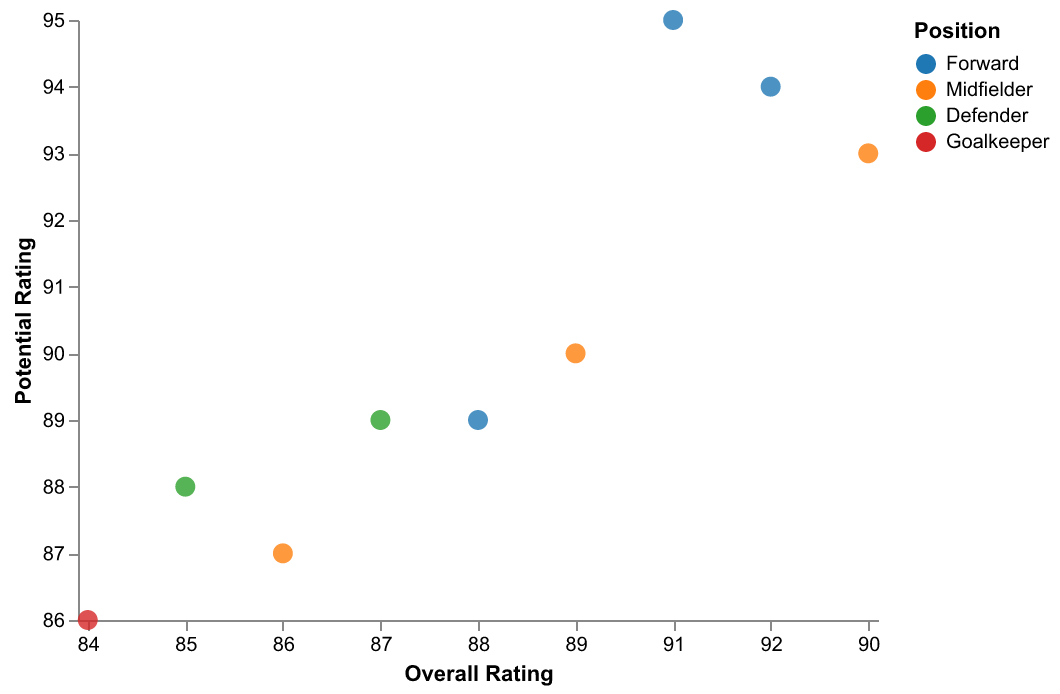 95
94
93
92
91
90
89
88
87
86
Potential Rating
84 85 86 87 88 89 91 92 90
Overall Rating
Position
Forward
Midfielder
Defender
Goalkeeper